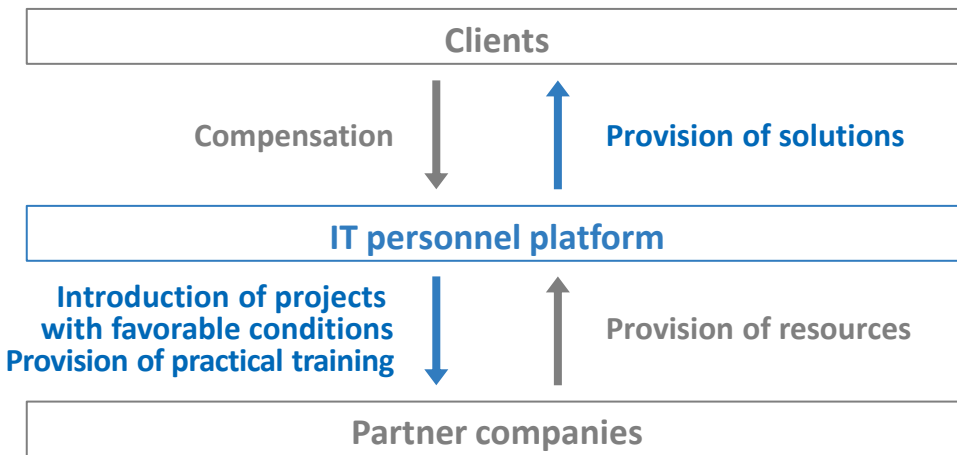 Clients
Compensation
Provision of solutions
IT personnel platform
Introduction of projects
with favorable conditions
Provision of practical training
Provision of resources
Partner companies